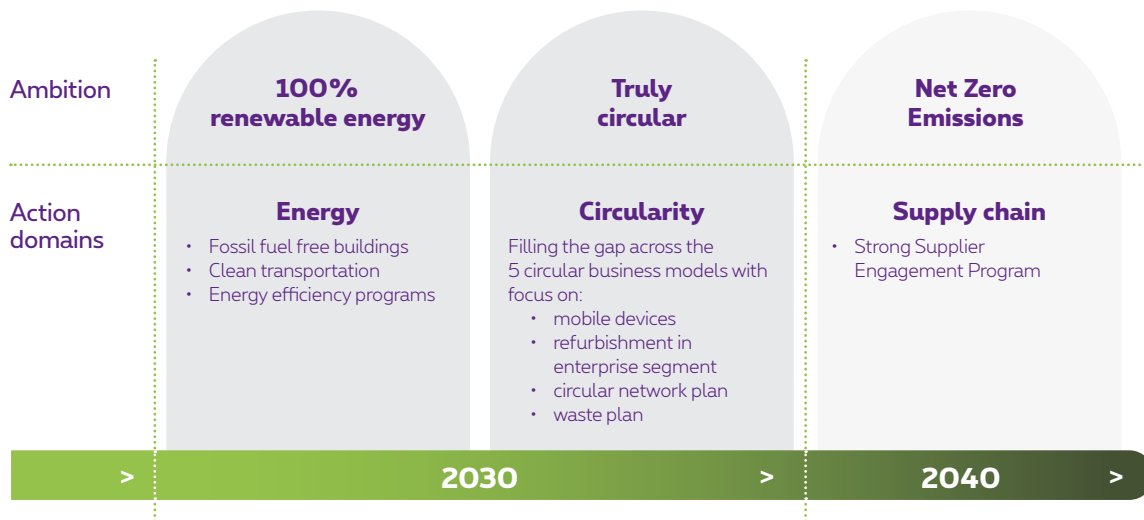 Ambition
100%
renewable energy
Truly
circular
Net Zero
Emissions
Action
domains
Energy
• Fossil fuel free buildings
• Clean transportation
• Energy efficiency programs
Circularity
Filling the gap across the
5 circular business models with
focus on:
• mobile devices
• refurbishment in
enterprise segment
• circular network plan
• waste plan
Supply chain
• Strong Supplier
Engagement Program
> 2030 > 2040 >